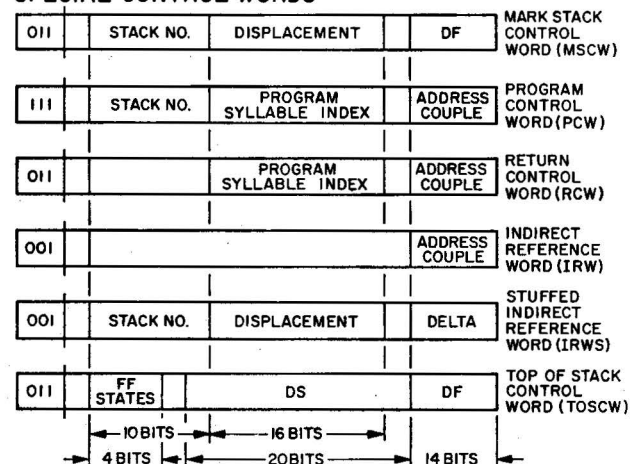 SPECIAL CONTROL WORDS
011 STACK NO. DISPLACEMENT DF
MARK STACK
CONTROL
WORD (MSCW)
111 STACK NO. PROGRAM
SYLLABLE INDEX ADDRESS
COUPLE
PROGRAM
CONTROL
WORD (PCW)
011 PROGRAM
SYLLABLE INDEX ADDRESS
COUPLE
RETURN
CONTROL
WORD (RCW)
001 ADDRESS
COUPLE
INDIRECT
REFERENCE
WORD (IRW)
001 STACK NO. DISPLACEMENT DELTA
STUFFED
INDIRECT
REFERENCE
WORD (IRWS)
011 FF
STATES DS DF
TOP OF STACK
CONTROL
WORD (TOSCW)
10 BITS 16 BITS
4 BITS 20 BITS 14 BITS